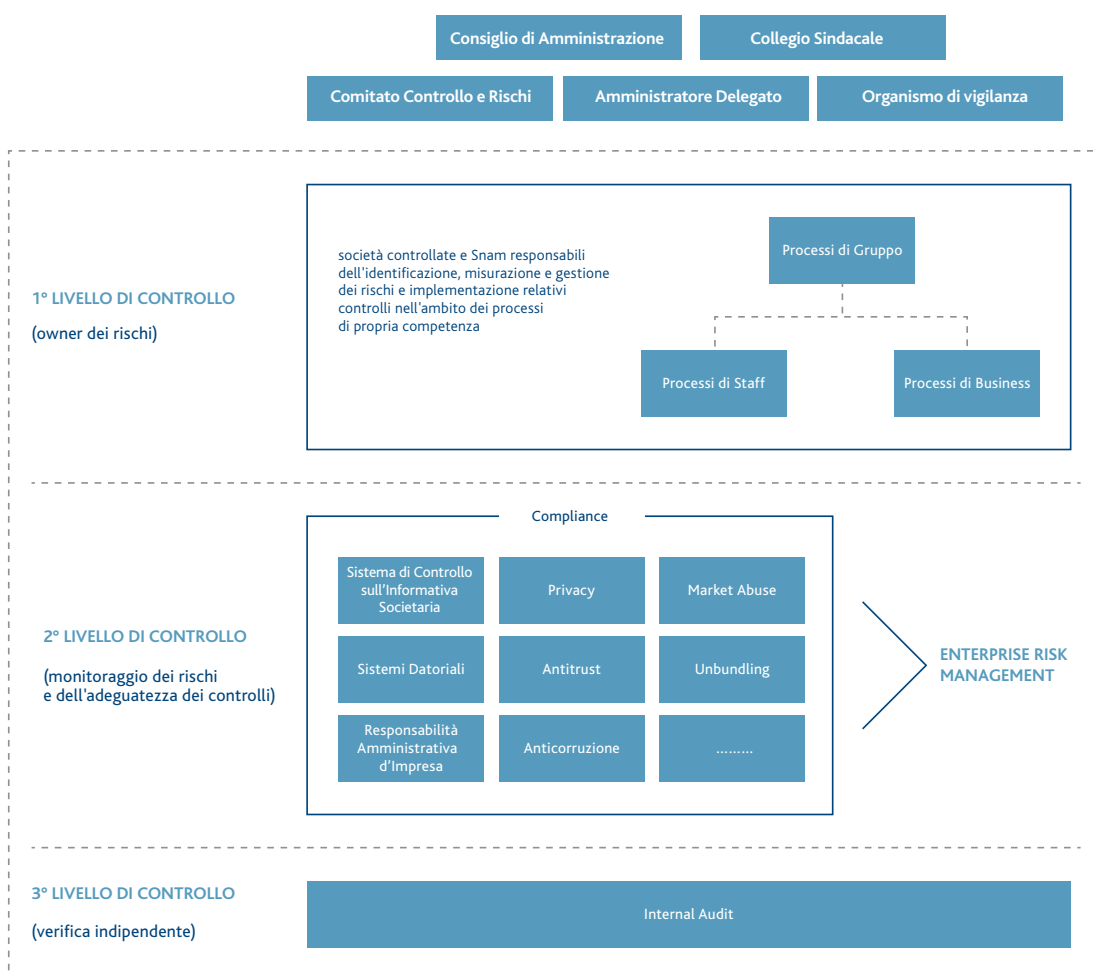 Consiglio di Amministrazione
Collegio Sindacale
Comitato Controllo e Rischi
Amministratore Delegato
Organismo di vigilanza
1° LIVELLO DI CONTROLLO
(owner dei rischi)
società controllate e Snam responsabili
dell'identificazione, misurazione e gestione
dei rischi e implementazione relativi
controlli nell'ambito dei processi
di propria competenza
Processi di Gruppo
Processi di Staff
Processi di Business
2° LIVELLO DI CONTROLLO
(monitoraggio dei rischi
e dell'adeguatezza dei controlli)
Compliance
Sistema di Controllo
sull'Informativa
Societaria
Privacy
Market Abuse
Sistemi Datoriali
Antitrust
Unbundling
Responsabilità
Amministrativa
d'Impresa
Anticorruzione
.........
ENTERPRISE RISK
MANAGEMENT
3° LIVELLO DI CONTROLLO
(verifica indipendente)
Internal Audit